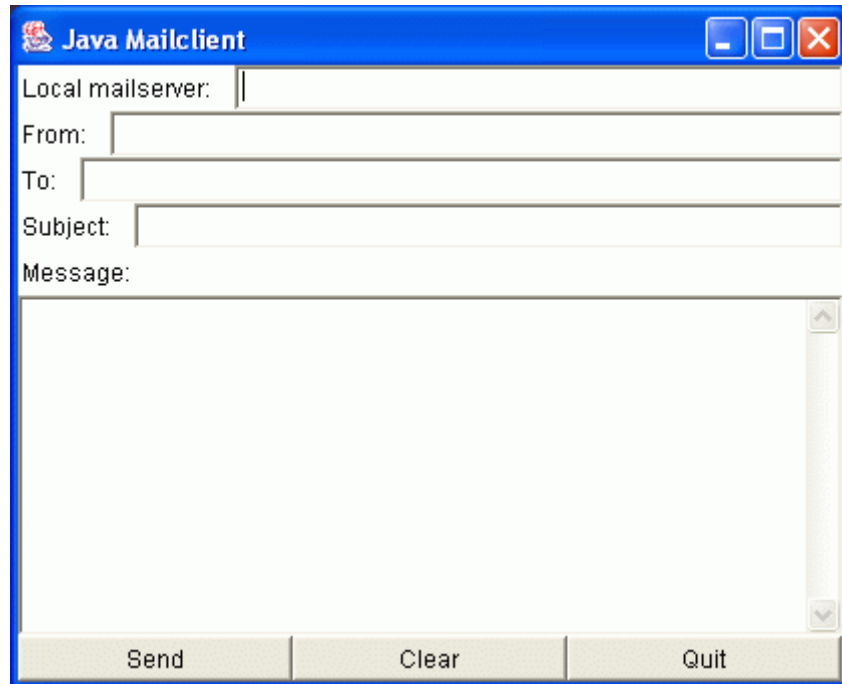 Java Mailclient
Local mailserver:
From:
To:
Subject:
Message:
Send Clear Quit